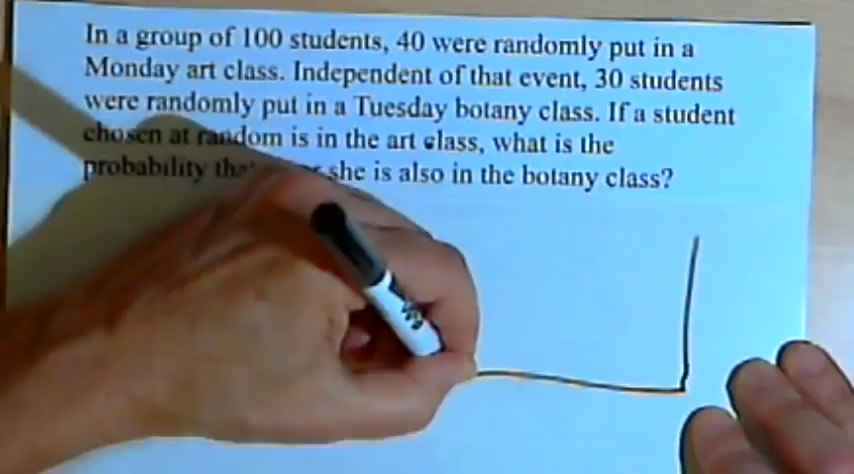 In a group of 100 students, 40 were randomly put in a
Monday art class. Independent of that event, 30 students
were randomly put in a Tuesday botany class. If a student
chosen at random is in the art class, what is the
probability she is also in the botany class?